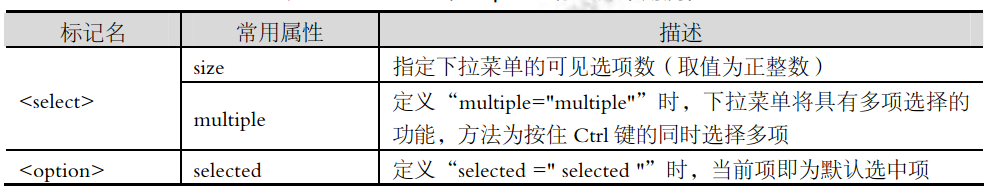 标记名 常用属性 描述
size 指定下拉菜单的可见选项数（取值为正整数）
<select>
multiple 定义“multiple="multiple"”时，下拉菜单将具有多项选择的
功能，方法为按住 Ctrl 键的同时选择多项
<option> selected 定义“selected =" selected "”时，当前项即为默认选中项